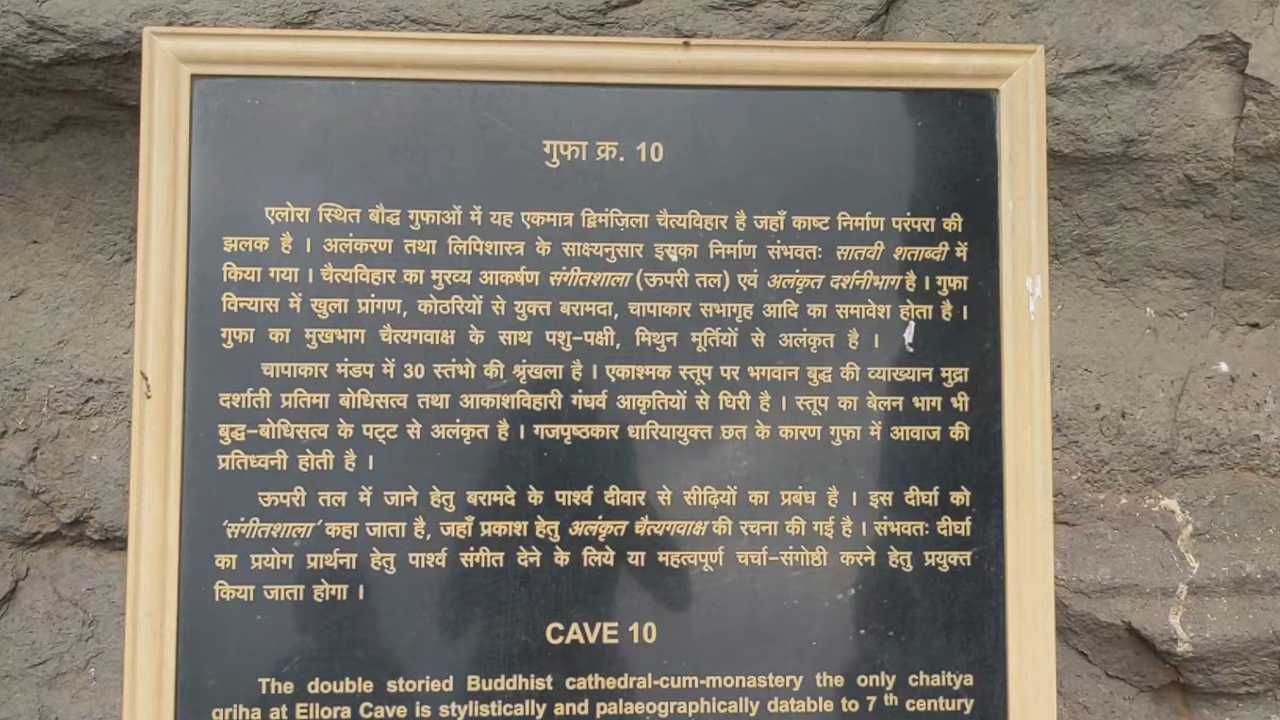 गुफा क्र. 10
एलोरा स्थित बौद्ध गुफाओं में यह एकमात्र द्विमंज़िला चैत्यविहार है जहाँ काष्ट निर्माण परंपरा की
झलक है । अलंकरण तथा लिपिशास्त्र के साक्ष्यनुसार इसका निर्माण संभवतः सातवी शताब्दी में
किया गया । चैत्यविहार का मुरव्य आकर्षण संगीतशाला (ऊपरी तल) एवं अलंकृत दर्शनीभाग है । गुफा
विन्यास में खुला प्रांगण, कोठरियों से युक्त बरामदा, चापाकार सभागृह आदि का समावेश होता है ।
गुफा का मुखभाग चैत्यगवाक्ष के साथ पशु–पक्षी, मिथुन मूर्तियों से अलंकृत है ।
चापाकार मंडप में 30 स्तंभो की श्रृंखला है । एकाश्मक स्तूप पर भगवान बुद्ध की व्याख्यान मुद्रा
दर्शाती प्रतिमा बोधिसत्व तथा आकाशविहारी गंधर्व आकृतियों से घिरी है । स्तूप का बेलन भाग भी
बुद्ध–बोधिसत्व के पट्ट से अलंकृत है । गजपृष्ठकार धारियायुक्त छत के कारण गुफा में आवाज की
प्रतिध्वनी होती है ।
ऊपरी तल में जाने हेतु बरामदे के पार्श्व दीवार से सीढ़ियों का प्रबंध है । इस दीर्घा को
'संगीतशाला' कहा जाता है, जहाँ प्रकाश हेतु अलंकृत चैत्यगवाक्ष की रचना की गई है । संभवतः दीर्घा
का प्रयोग प्रार्थना हेतु पार्श्व संगीत देने के लिये या महत्वपूर्ण चर्चा–संगोष्ठी करने हेतु प्रयुक्त
किया जाता होगा ।
CAVE 10
The double storied Buddhist cathedral-cum-monastery the only chaitya
griha at Ellora Cave is stylistically and palaeographically datable to 7 th century